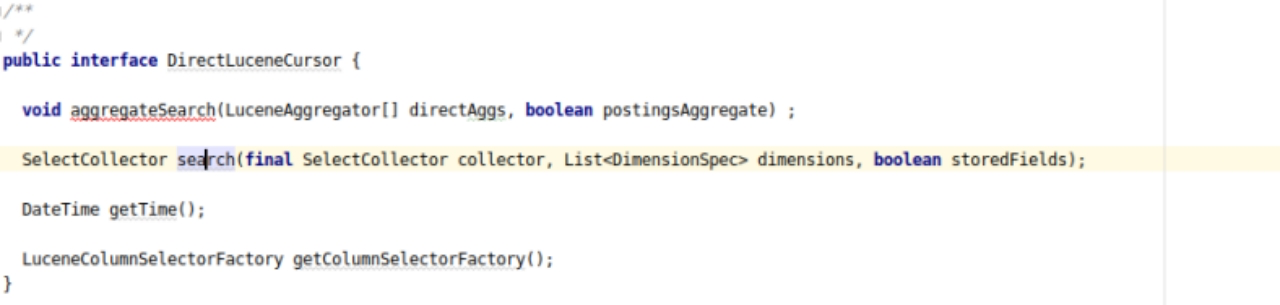 /**
*/
public interface DirectLuceneCursor {
void aggregateSearch(LuceneAggregator[] directAggs, boolean postingsAggregate) ;
SelectCollector search(final SelectCollector collector, List<DimensionSpec> dimensions, boolean storedFields);
DateTime getTime();
LuceneColumnSelectorFactory getColumnSelectorFactory();
}